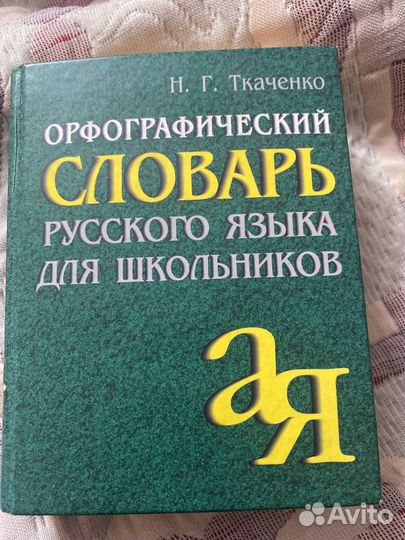 Н. Г. Ткаченко
ОРФОГРАФИЧЕСКИЙ
СЛОВАРЬ
РУССКОГО ЯЗЫКА
ДЛЯ ШКОЛЬНИКОВ
а
Я
Avito